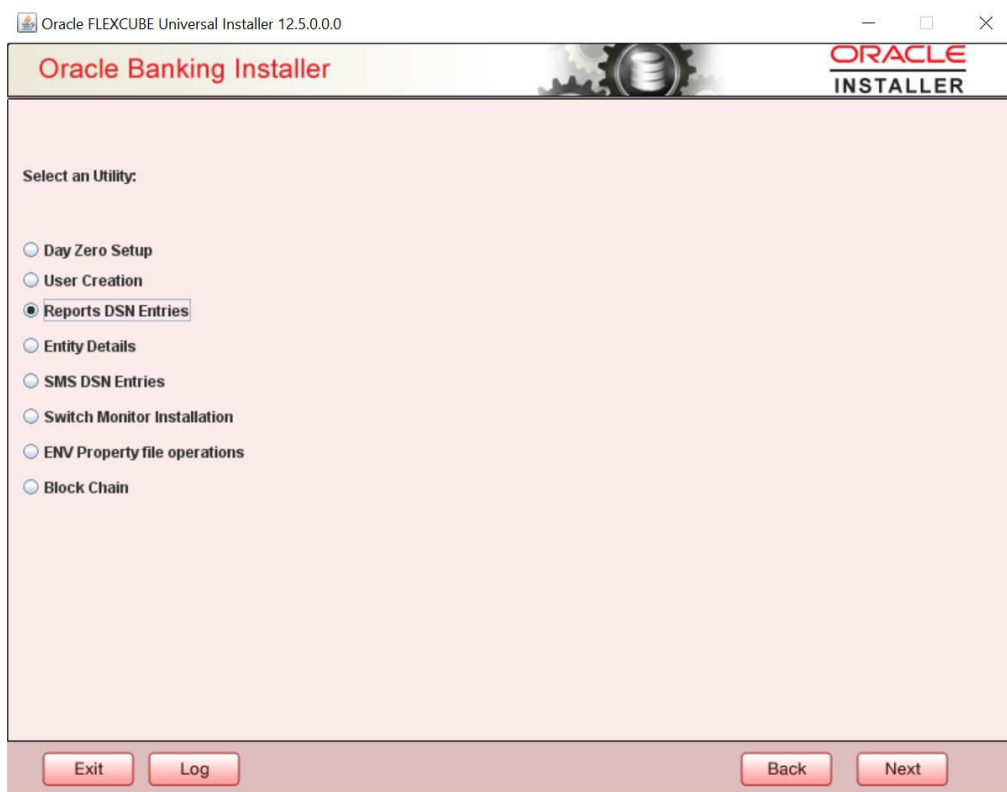 Oracle FLEXCUBE Universal Installer 12.5.0.0.0
Oracle Banking Installer
ORACLE
INSTALLER
Select an Utility:
Day Zero Setup
User Creation
Reports DSN Entries
Entity Details
SMS DSN Entries
Switch Monitor Installation
ENV Property file operations
Block Chain
Exit
Log
Back
Next